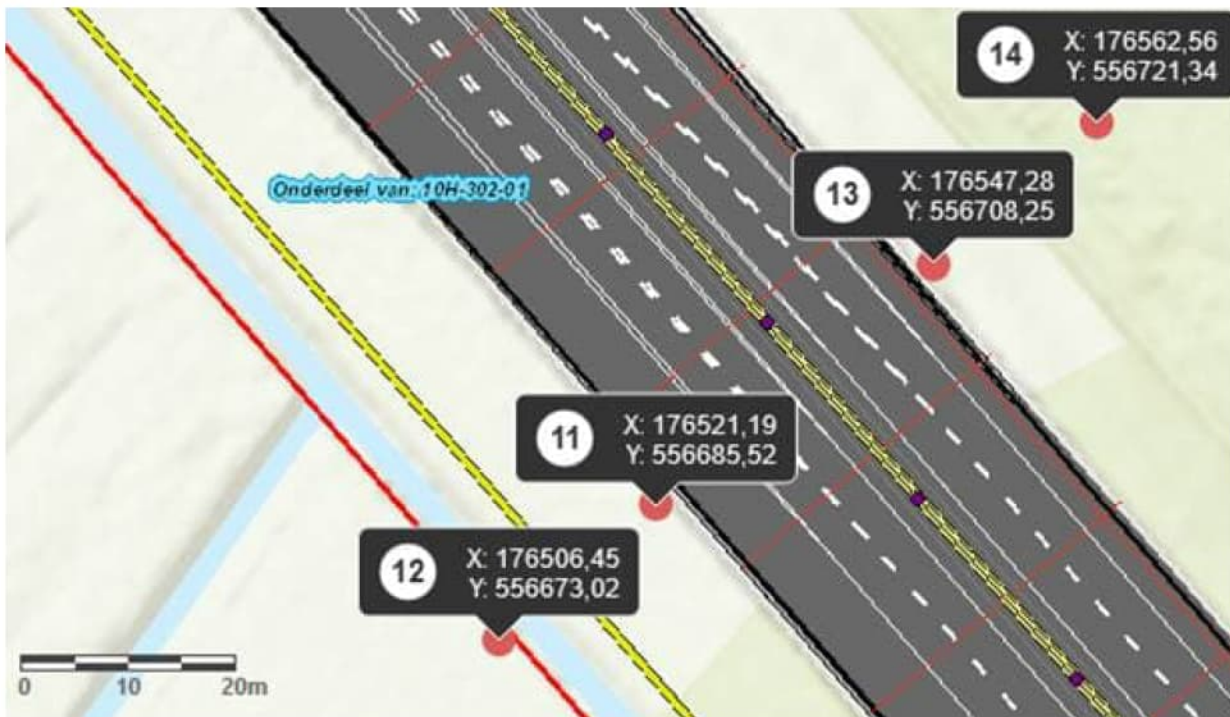 14
X: 176562,56
Y: 556721,34
13
X: 176547,28
Y: 556708,25
Onderdeel van: 10H-302-01
11
X: 176521,19
Y: 556685,52
12
X: 176506,45
Y: 556673,02
0 10 20m